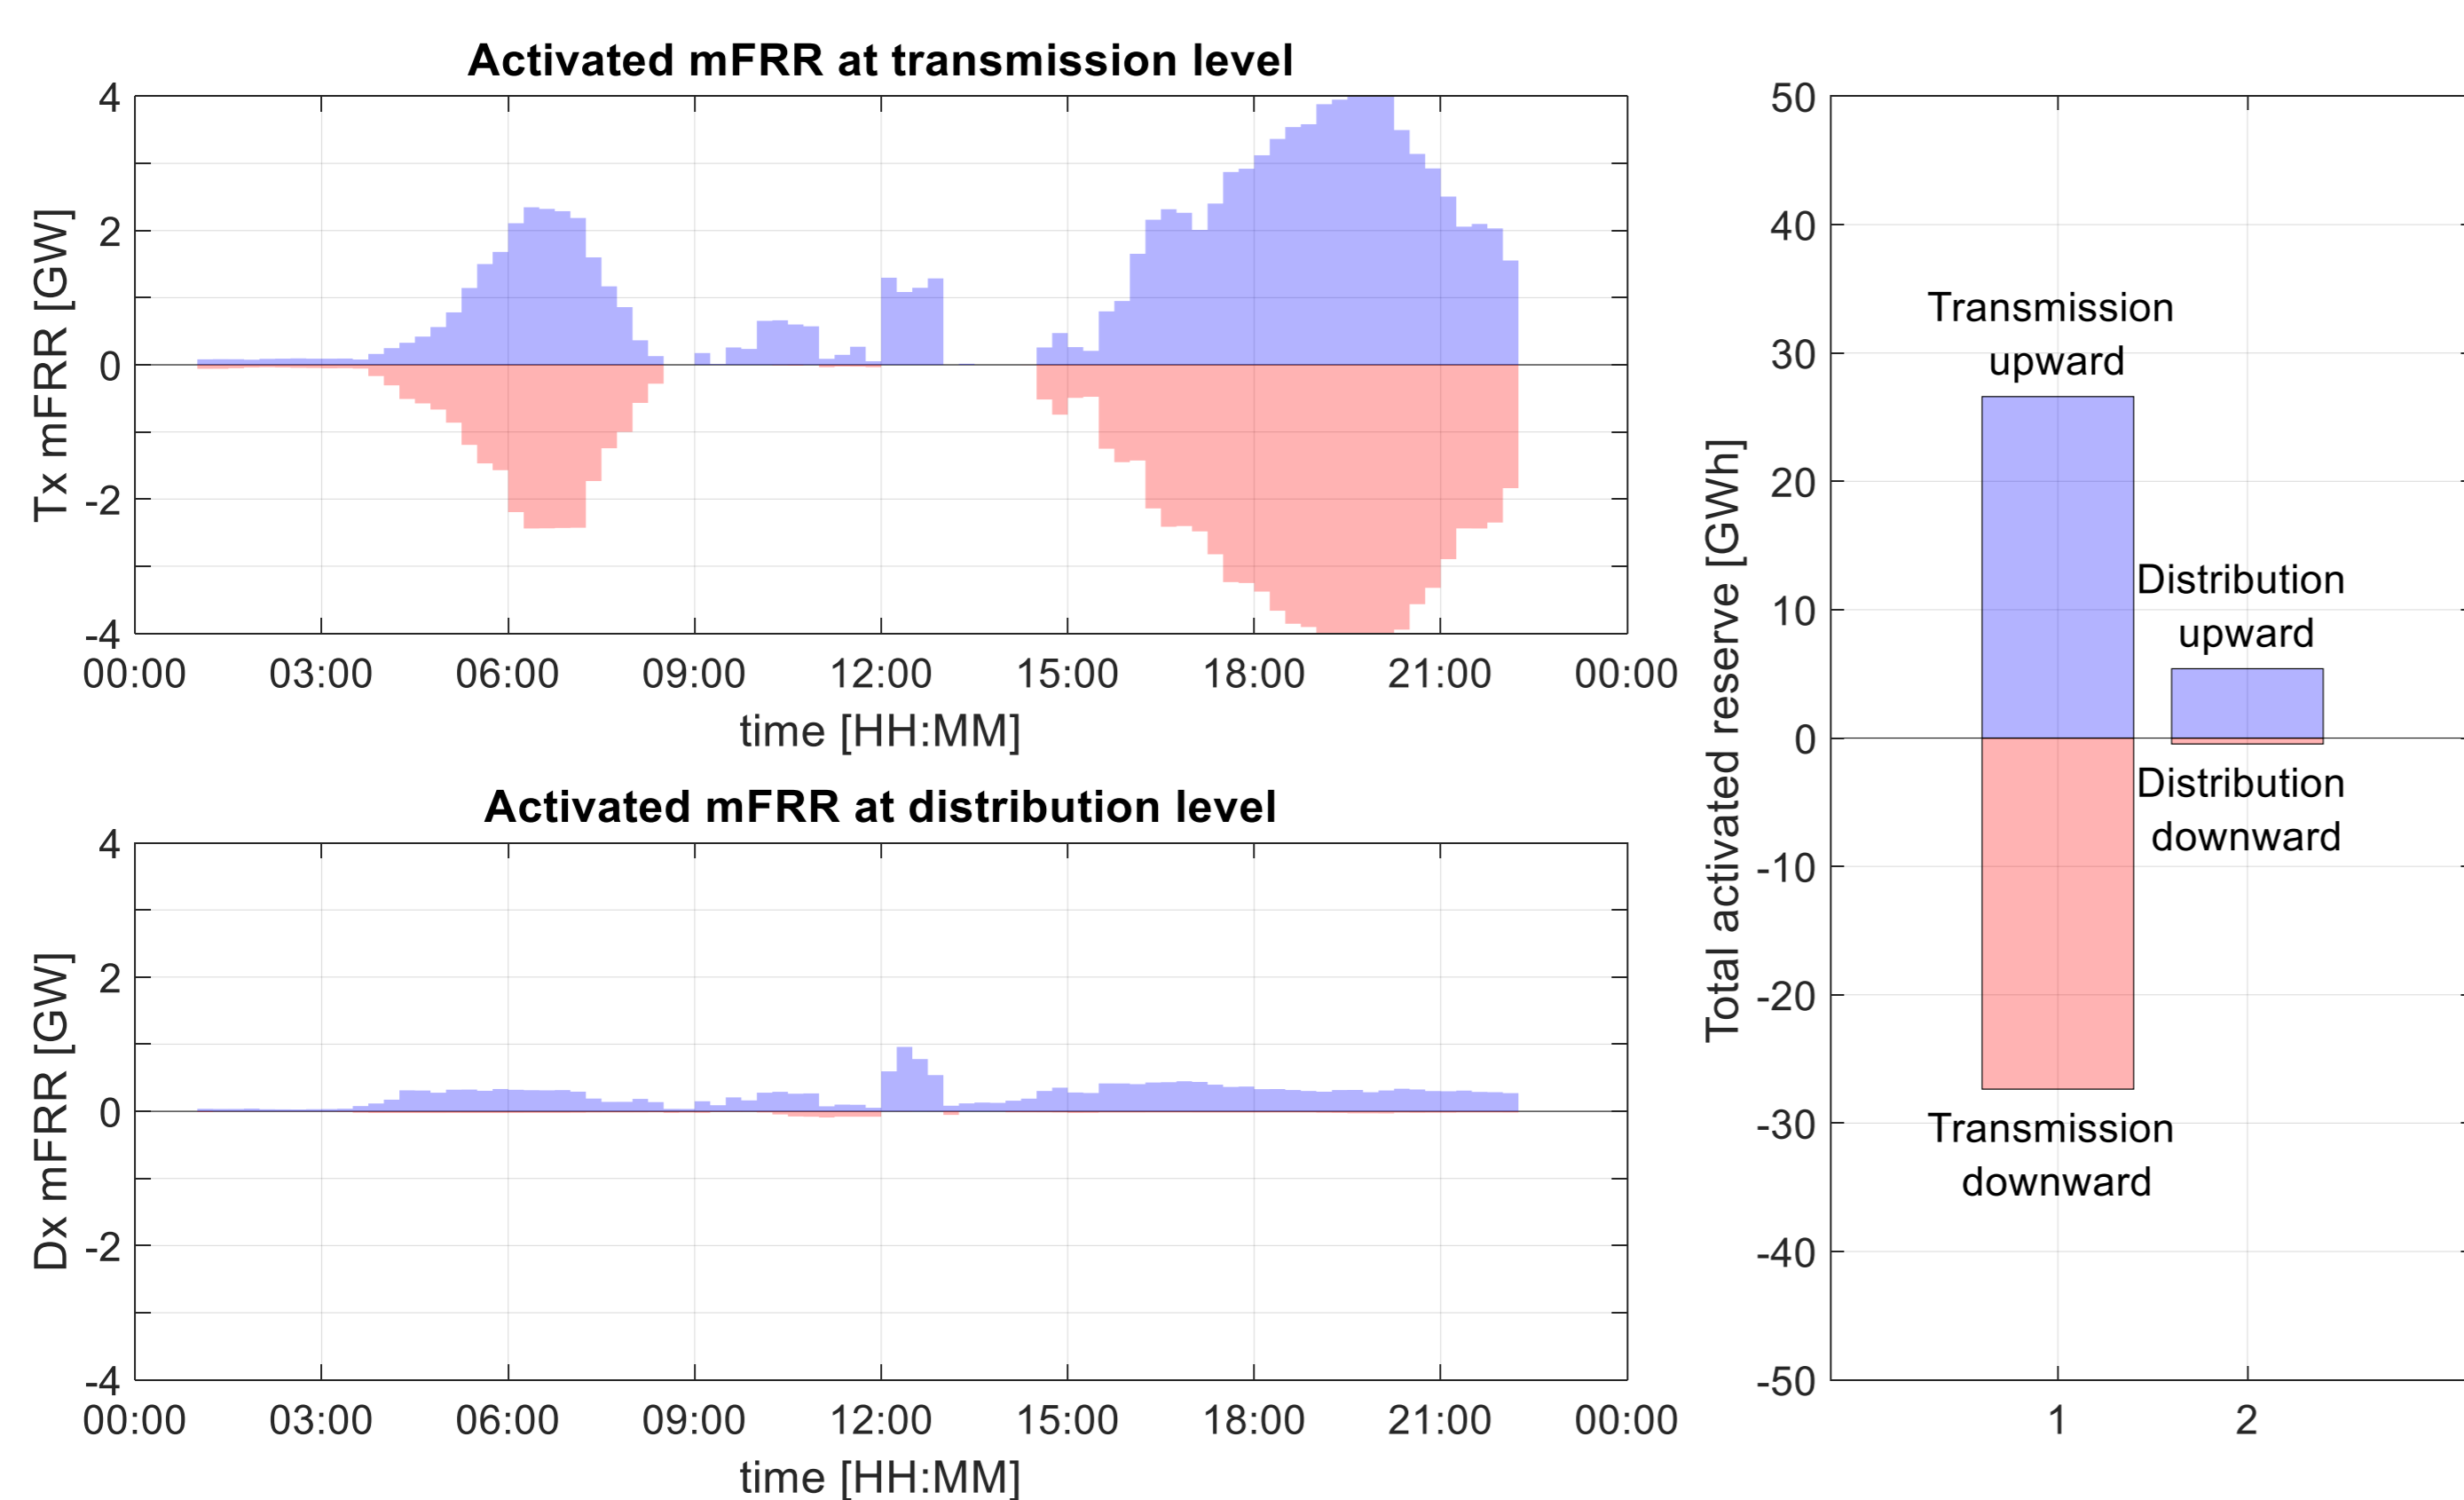 Activated mFRR at transmission level
4
2
0
-2
-4
Tx mFRR [GW]
00:00 03:00 06:00 09:00 12:00 15:00 18:00 21:00 00:00
time [HH:MM]
Activated mFRR at distribution level
4
2
0
-2
-4
Dx mFRR [GW]
00:00 03:00 06:00 09:00 12:00 15:00 18:00 21:00 00:00
time [HH:MM]
Total activated reserve [GWh]
50
40
30
20
10
0
-10
-20
-30
-40
-50
Transmission
upward
Distribution
upward
Distribution
downward
Transmission
downward
1 2